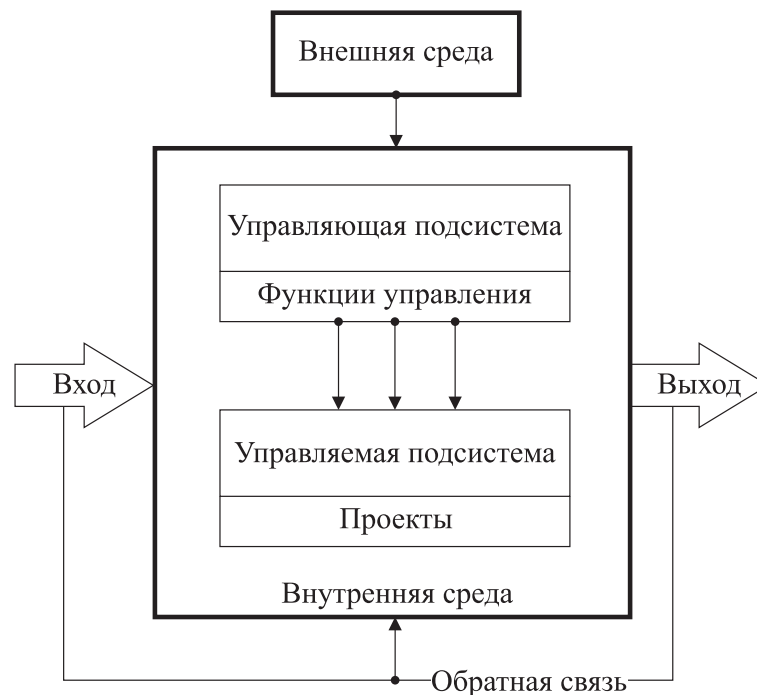 Внешняя среда
Управляющая подсистема
Функции управления
Вход
Выход
Управляемая подсистема
Проекты
Внутренняя среда
Обратная связь